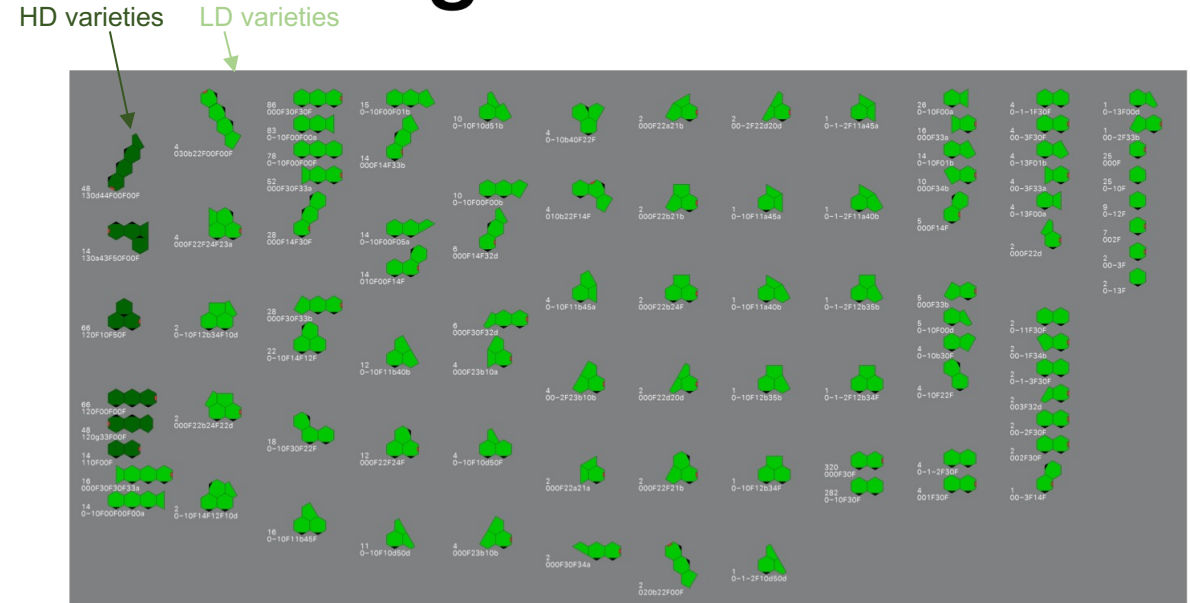 HD varieties LD varieties
48
130d44F00F00F
14
130a43F50F00F
66
120F10F50F
66
120F00F00F
48
120g33F00F
14
110F00F
16
000F30F30F33a
14
0-10F00F00F00a
4
030b22F00F00F
4
000F22F24F23a
2
0-10F12b34F10d
2
000F22b24F22d
2
0-10F14F12F10d
86
000F30F30F
83
0-10F00F00a
78
0-10F00F00F
52
000F30F33a
28
000F14F30F
28
000F30F33b
22
0-10F14F12F
18
0-10F30F22F
16
0-10F11b45F
15
0-10F00F01b
14
000F14F33b
14
0-10F00F05a
14
010F00F14F
12
0-10F11b40b
12
000F22F24F
11
0-10F10d50d
10
0-10F10d51b
10
0-10F00F00b
6
000F14F32d
6
000F30F32d
4
000F23b10a
4
0-10F10d50F
4
000F23b10b
4
0-10b40F22F
4
010b22F14F
4
0-10F11b45a
4
00-2F23b10b
2
000F22a21a
2
000F30F34a
2
000F22a21b
2
000F22b21b
2
000F22b24F
2
000F22d20d
2
000F22F21b
2
020b22F00F
2
00-2F22d20d
1
0-10F11a45a
1
0-10F11a40b
1
0-10F12b35b
1
0-10F12b34F
1
0-1-2F10d50d
1
0-1-2F11a45a
1
0-1-2F11a40b
1
0-1-2F12b35b
1
0-1-2F12b34F
320
000F30F
282
0-10F30F
26
0-10F00a
16
000F33a
14
0-10F01b
10
000F34b
5
000F14F
5
000F33b
5
0-10F00d
4
0-10b30F
4
0-10F22F
4
0-1-2F30F
4
001F30F
4
0-1-1F30F
4
00-3F30F
4
0-13F01b
4
00-3F33a
4
0-13F00a
2
000F22d
2
0-11F30F
2
00-1F34b
2
0-1-3F30F
2
003F32d
2
00-2F30F
2
002F30F
1
00-3F14F
1
0-13F00d
1
00-2F33b
25
000F
25
0-10F
9
0-12F
7
002F
2
00-3F
2
0-13F